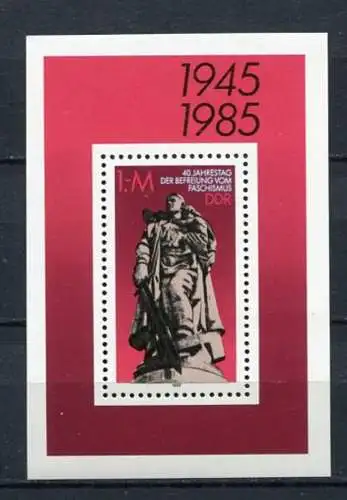 1945
1985
1,-M
40. JAHRESTAG
DER BEFREIUNG VOM
FASCHISMUS
DDR